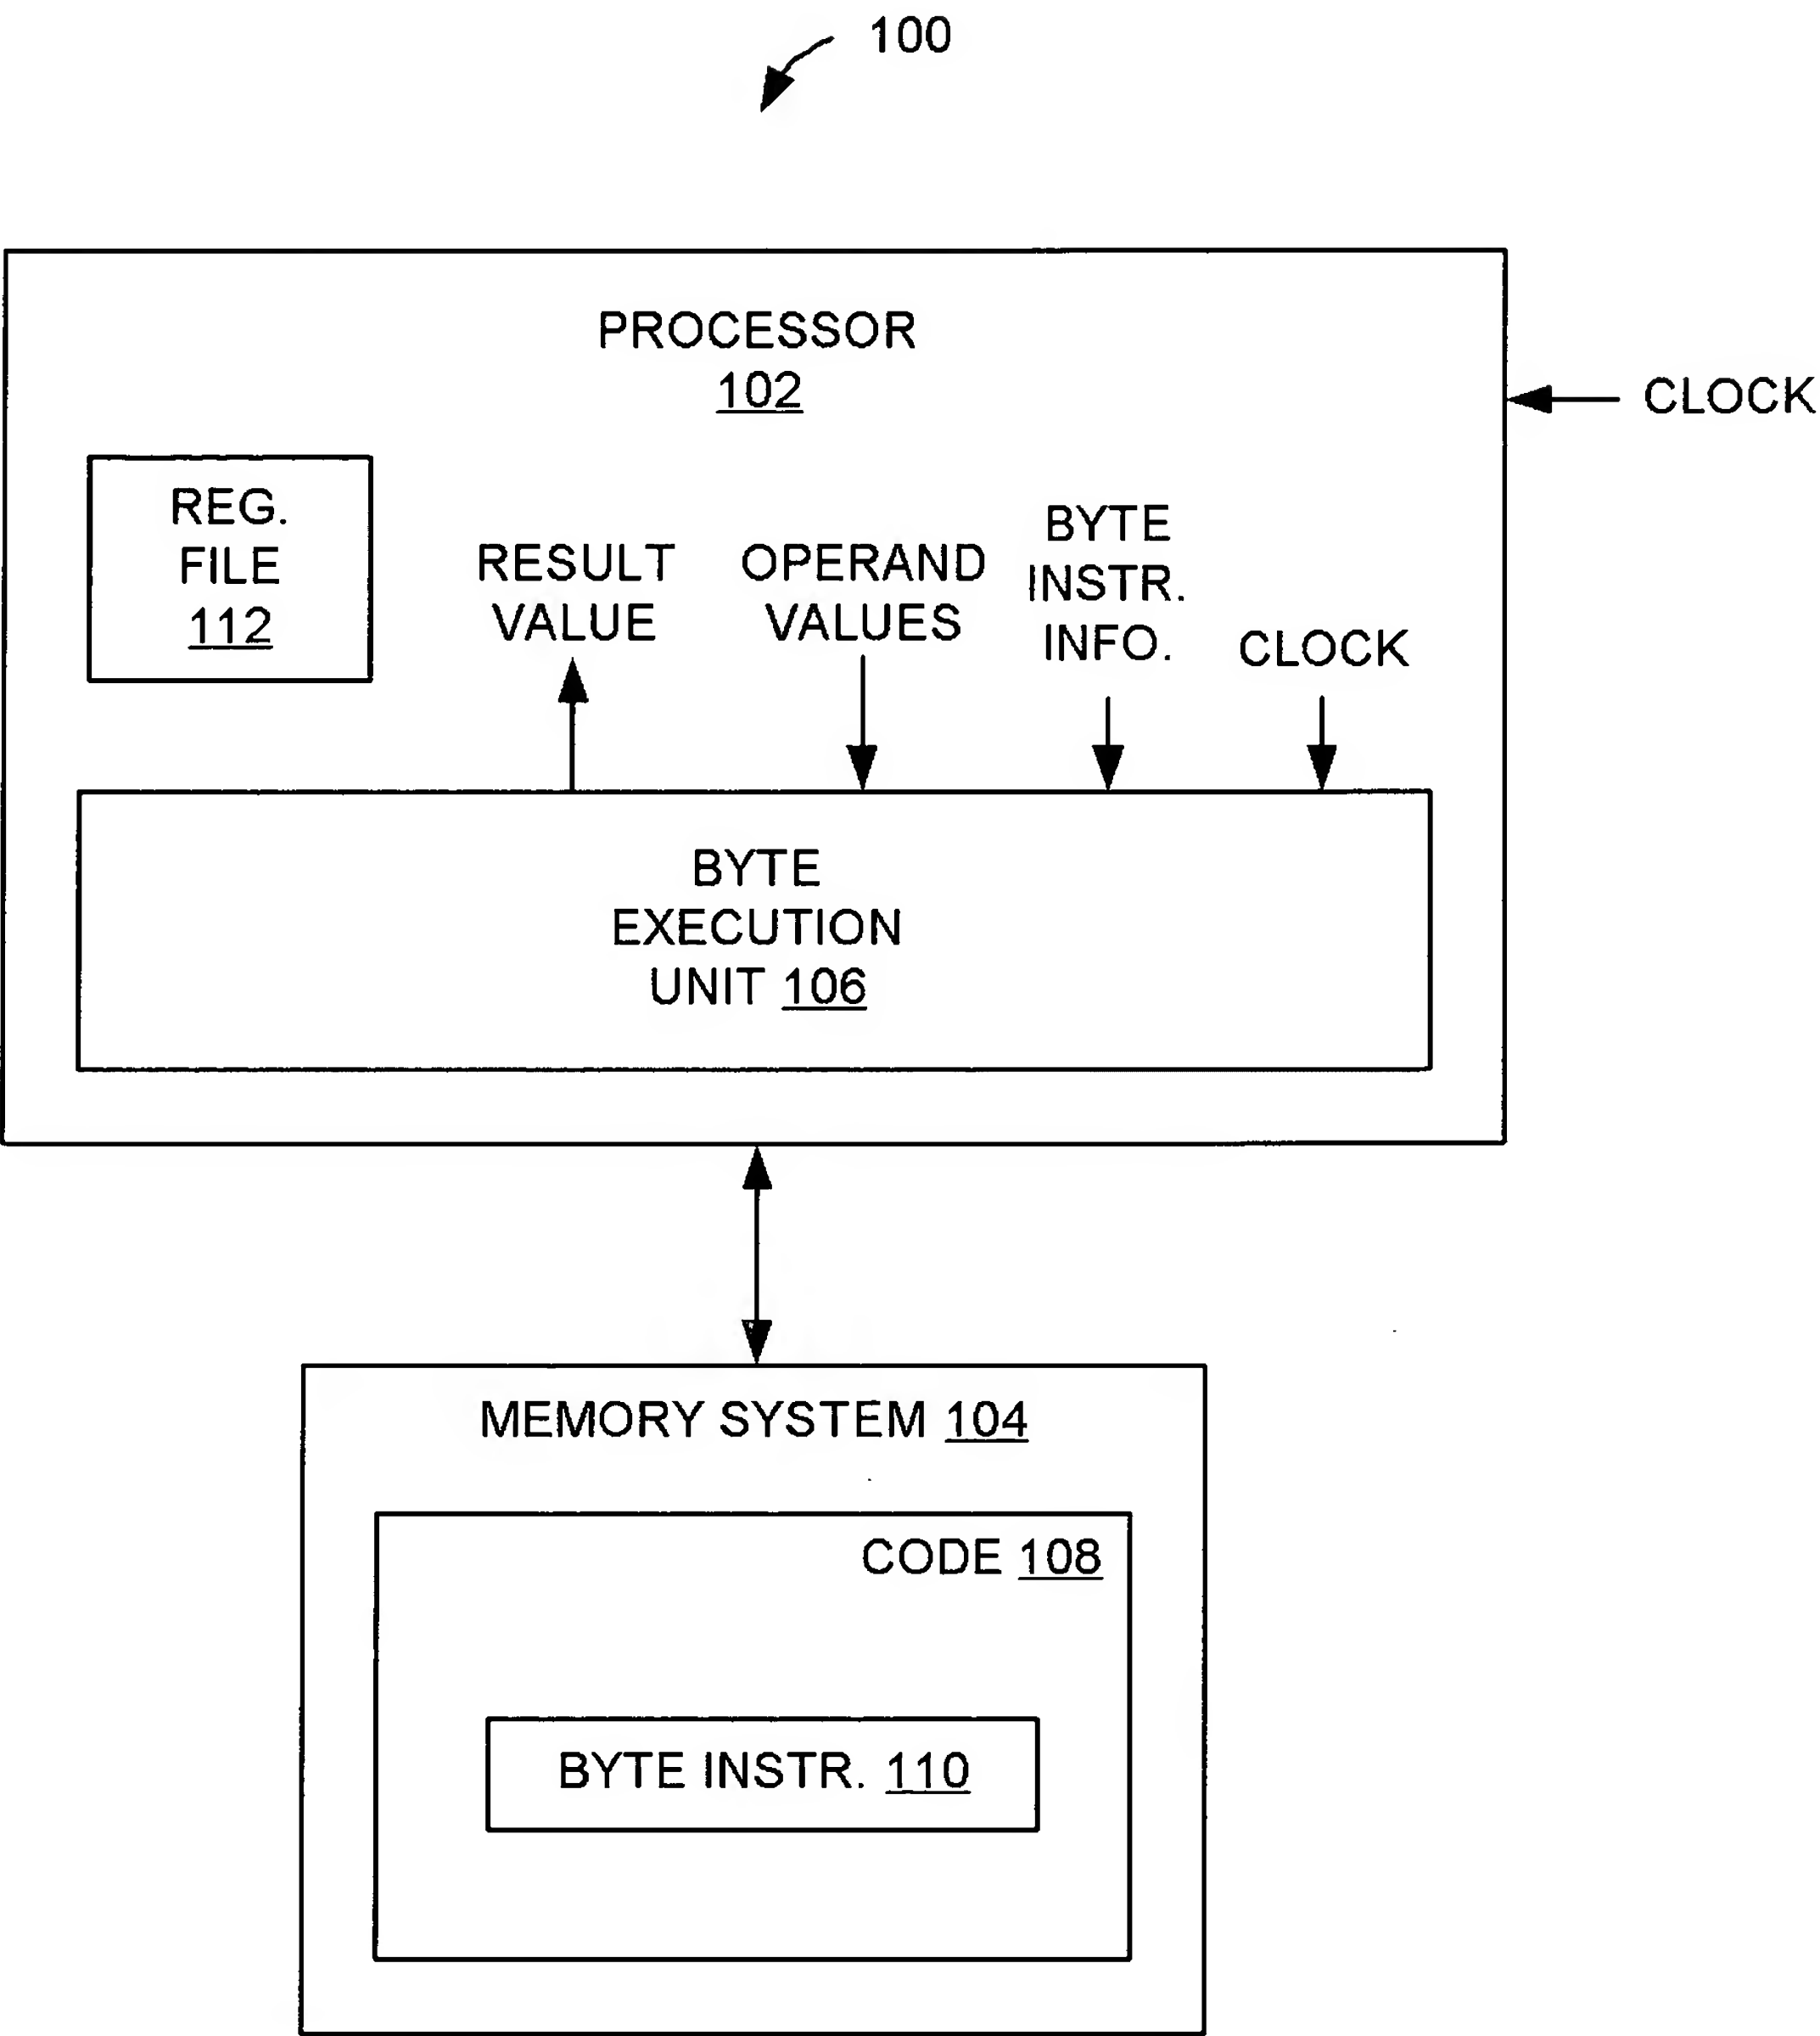 100
PROCESSOR
102
CLOCK
REG.
FILE
112
RESULT
VALUE
OPERAND
VALUES
BYTE
INSTR.
INFO.
CLOCK
BYTE
EXECUTION
UNIT 106
MEMORY SYSTEM 104
CODE 108
BYTE INSTR. 110